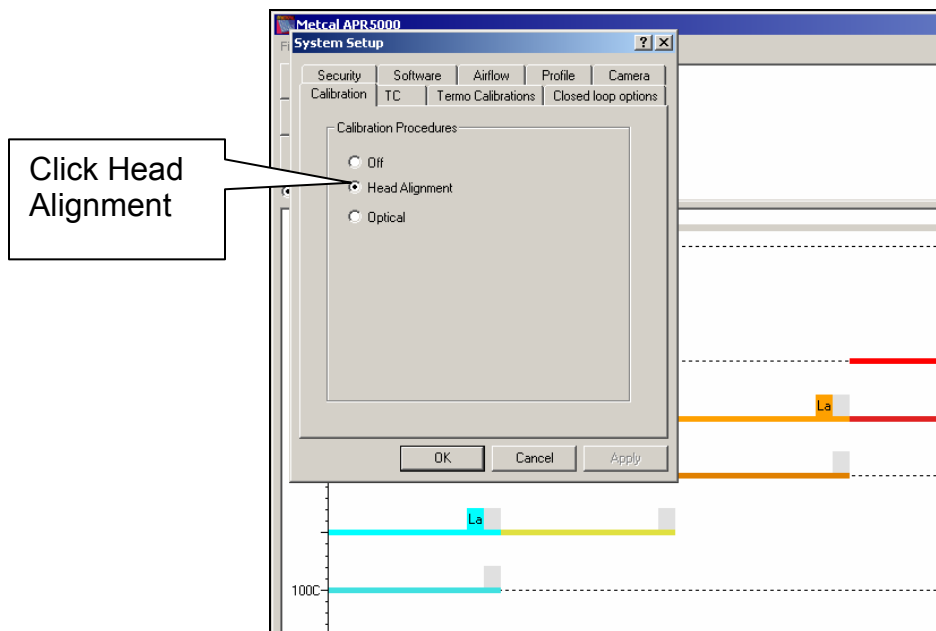 Metcal APR5000
Fi
System Setup
Security Software Airflow Profile Camera
Calibration TC Termo Calibrations Closed loop options
Calibration Procedures
Off
Head Alignment
Optical
Click Head
Alignment
La
OK Cancel Apply
La
100C